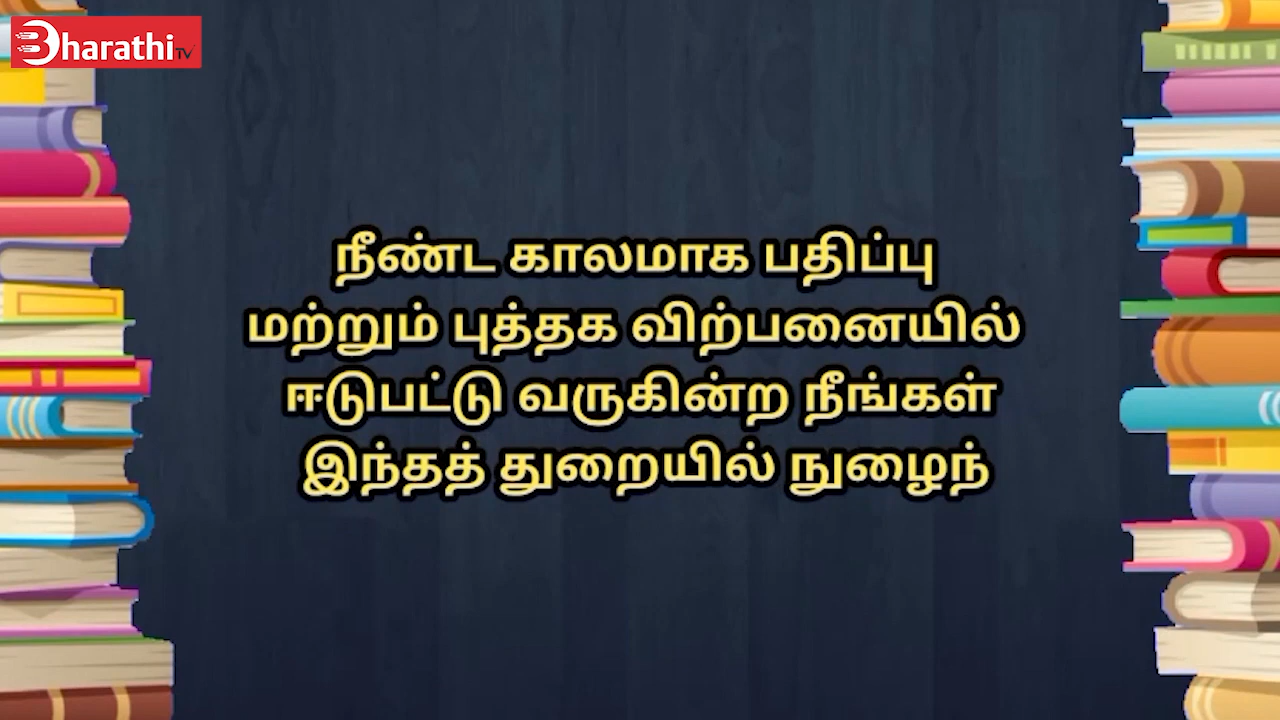 Bharathi TV
நீண்ட காலமாக பதிப்பு
மற்றும் புத்தக விற்பனையில்
ஈடுபட்டு வருகின்ற நீங்கள்
இந்தத் துறையில் நுழைந்